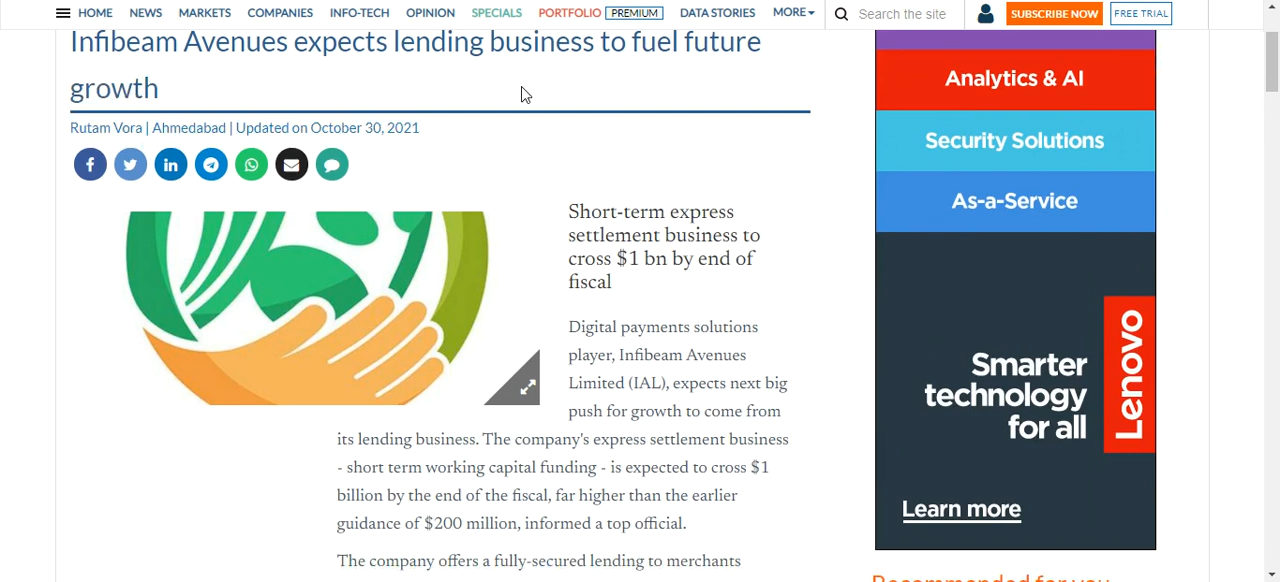 HOME NEWS MARKETS COMPANIES INFO-TECH OPINION SPECIALS PORTFOLIO PREMIUM DATA STORIES MORE Search the site SUBSCRIBE NOW FREE TRIAL
Infibeam Avenues expects lending business to fuel future
growth
Rutam Vora | Ahmedabad | Updated on October 30, 2021
Short-term express
settlement business to
cross $1 bn by end of
fiscal
Digital payments solutions
player, Infibeam Avenues
Limited (IAL), expects next big
push for growth to come from
its lending business. The company's express settlement business
- short term working capital funding - is expected to cross $1
billion by the end of the fiscal, far higher than the earlier
guidance of $200 million, informed a top official.
The company offers a fully-secured lending to merchants
Analytics & AI
Security Solutions
As-a-Service
Smarter
technology
for all
Lenovo
Learn more
Recommended for you